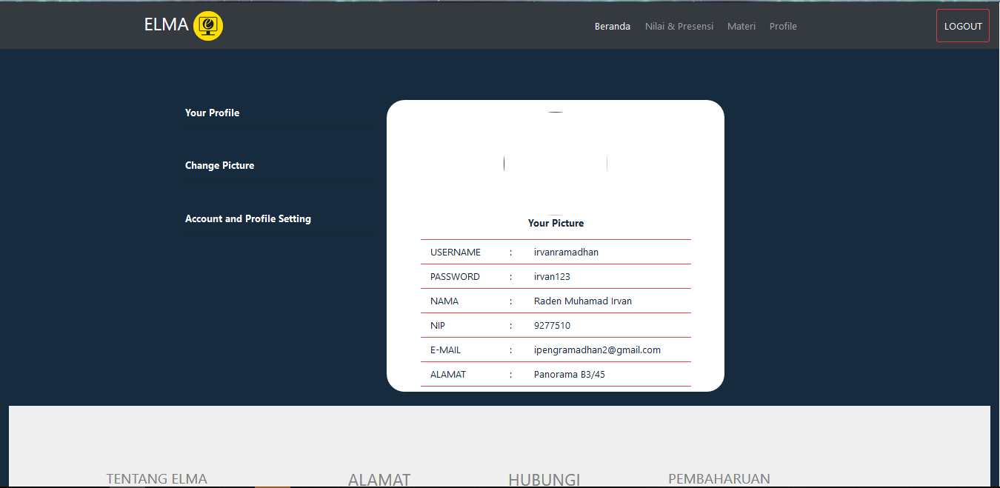 ELMA
Beranda Nilai & Presensi Materi Profile LOGOUT
Your Profile
Change Picture
Account and Profile Setting
Your Picture
USERNAME : irvanramadhan
PASSWORD : irvan123
NAMA : Raden Muhamad Irvan
NIP : 9277510
E-MAIL : ipengramadhan2@gmail.com
ALAMAT : Panorama B3/45
TENTANG ELMA ALAMAT HUBUNGI PEMBAHARUAN